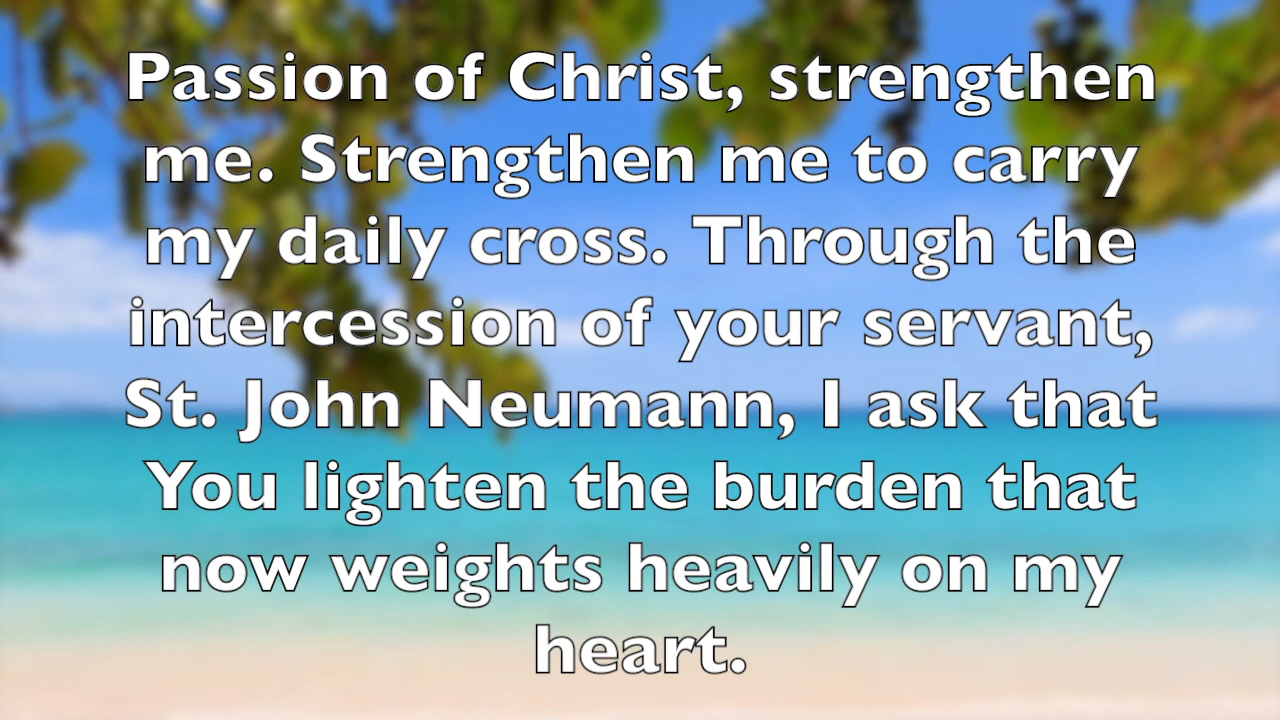 Passion of Christ, strengthen
me. Strengthen me to carry
my daily cross. Through the
intercession of your servant,
St. John Neumann, I ask that
You lighten the burden that
now weights heavily on my
heart.